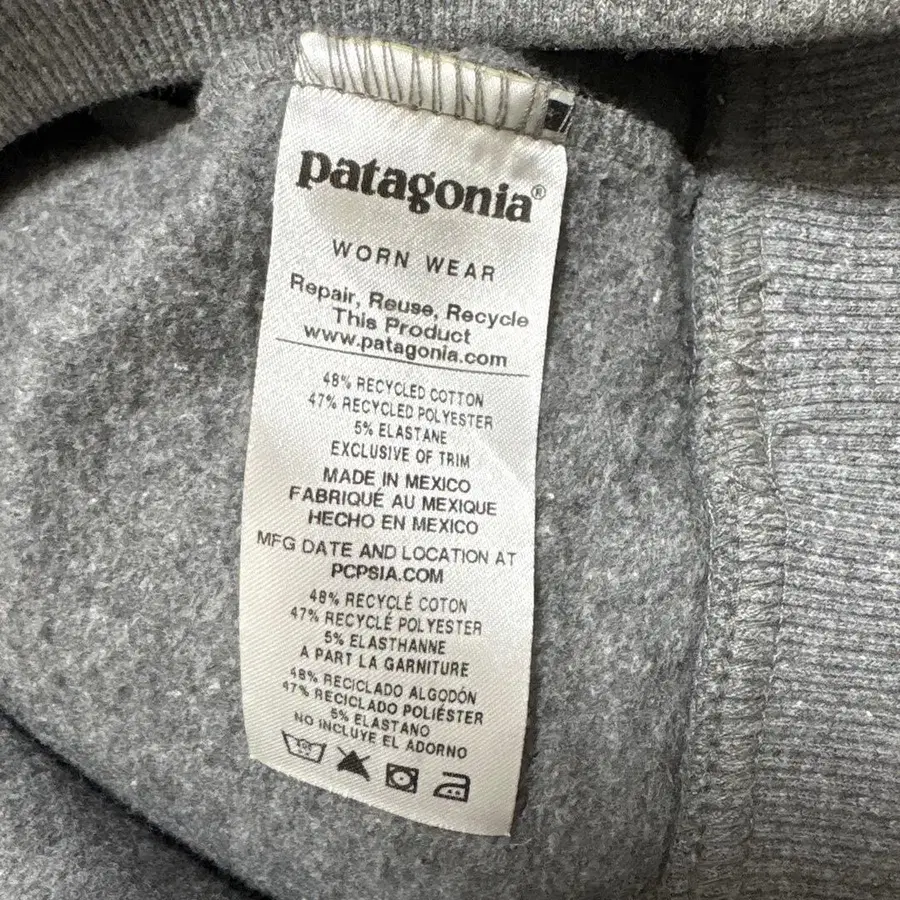 patagonia®
WORN WEAR
Repair, Reuse, Recycle
This Product
www.patagonia.com
48% RECYCLED COTTON
47% RECYCLED POLYESTER
5% ELASTANE
EXCLUSIVE OF TRIM
MADE IN MEXICO
FABRIQUÉ AU MEXIQUE
HECHO EN MEXICO
MFG DATE AND LOCATION AT
PCPSIA.COM
48% RECYCLÉ COTON
47% RECYCLÉ POLYESTER
5% ELASTHANNE
A PART LA GARNITURE
48% RECICLADO ALGODÓN
47% RECICLADO POLIÉSTER
5% ELASTANO
NO INCLUYE EL ADORNO